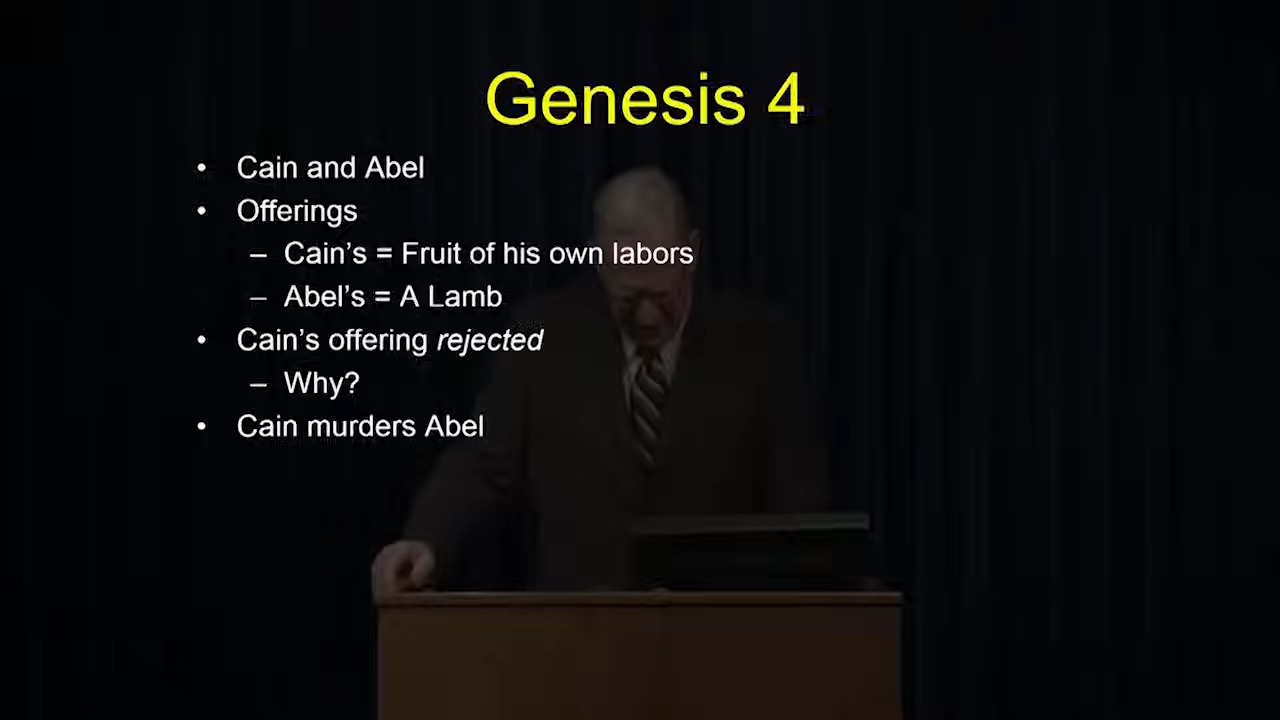 Genesis 4
• Cain and Abel
• Offerings
– Cain’s = Fruit of his own labors
– Abel’s = A Lamb
• Cain’s offering rejected
– Why?
• Cain murders Abel